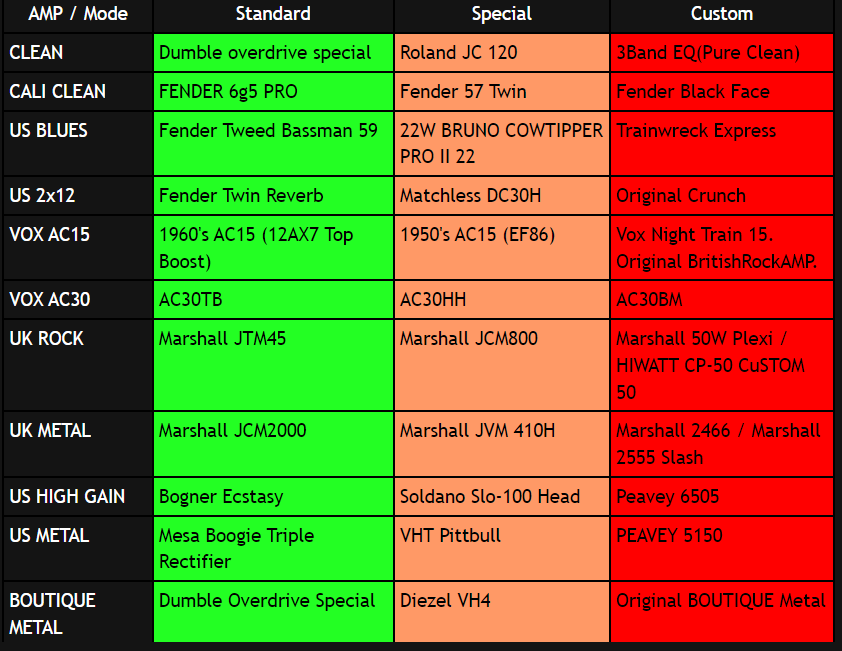 AMP / Mode Standard Special Custom
CLEAN Dumble overdrive special Roland JC 120 3Band EQ(Pure Clean)
CALI CLEAN FENDER 6g5 PRO Fender 57 Twin Fender Black Face
US BLUES Fender Tweed Bassman 59 22W BRUNO COWTIPPER Trainwreck Express
PRO II 22
US 2x12 Fender Twin Reverb Matchless DC30H Original Crunch
VOX AC15 1960's AC15 (12AX7 Top 1950's AC15 (EF86) Vox Night Train 15.
Boost) Original BritishRockAMP.
VOX AC30 AC30TB AC30HH AC30BM
UK ROCK Marshall JTM45 Marshall JCM800 Marshall 50W Plexi /
HIWATT CP-50 CuSTOM
50
UK METAL Marshall JCM2000 Marshall JVM 410H Marshall 2466 / Marshall
2555 Slash
US HIGH GAIN Bogner Ecstasy Soldano Slo-100 Head Peavey 6505
US METAL Mesa Boogie Triple VHT Pittbull PEAVEY 5150
Rectifier
BOUTIQUE Dumble Overdrive Special Diezel VH4 Original BOUTIQUE Metal
METAL